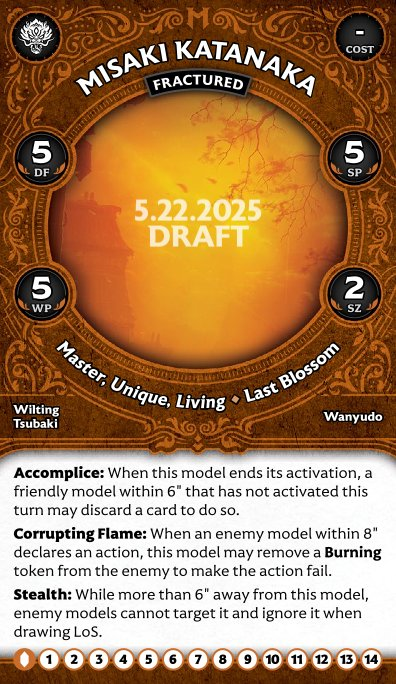 -
COST
MISAKI KATANAKA
FRACTURED
5
DF
5
SP
5.22.2025
DRAFT
5
WP
2
SZ
Master, Unique, Living ♦ Last Blossom
Wilting
Tsubaki
Wanyudo
Accomplice: When this model ends its activation, a
friendly model within 6" that has not activated this
turn may discard a card to do so.
Corrupting Flame: When an enemy model within 8"
declares an action, this model may remove a Burning
token from the enemy to make the action fail.
Stealth: While more than 6" away from this model,
enemy models cannot target it and ignore it when
drawing LoS.
1 2 3 4 5 6 7 8 9 10 11 12 13 14